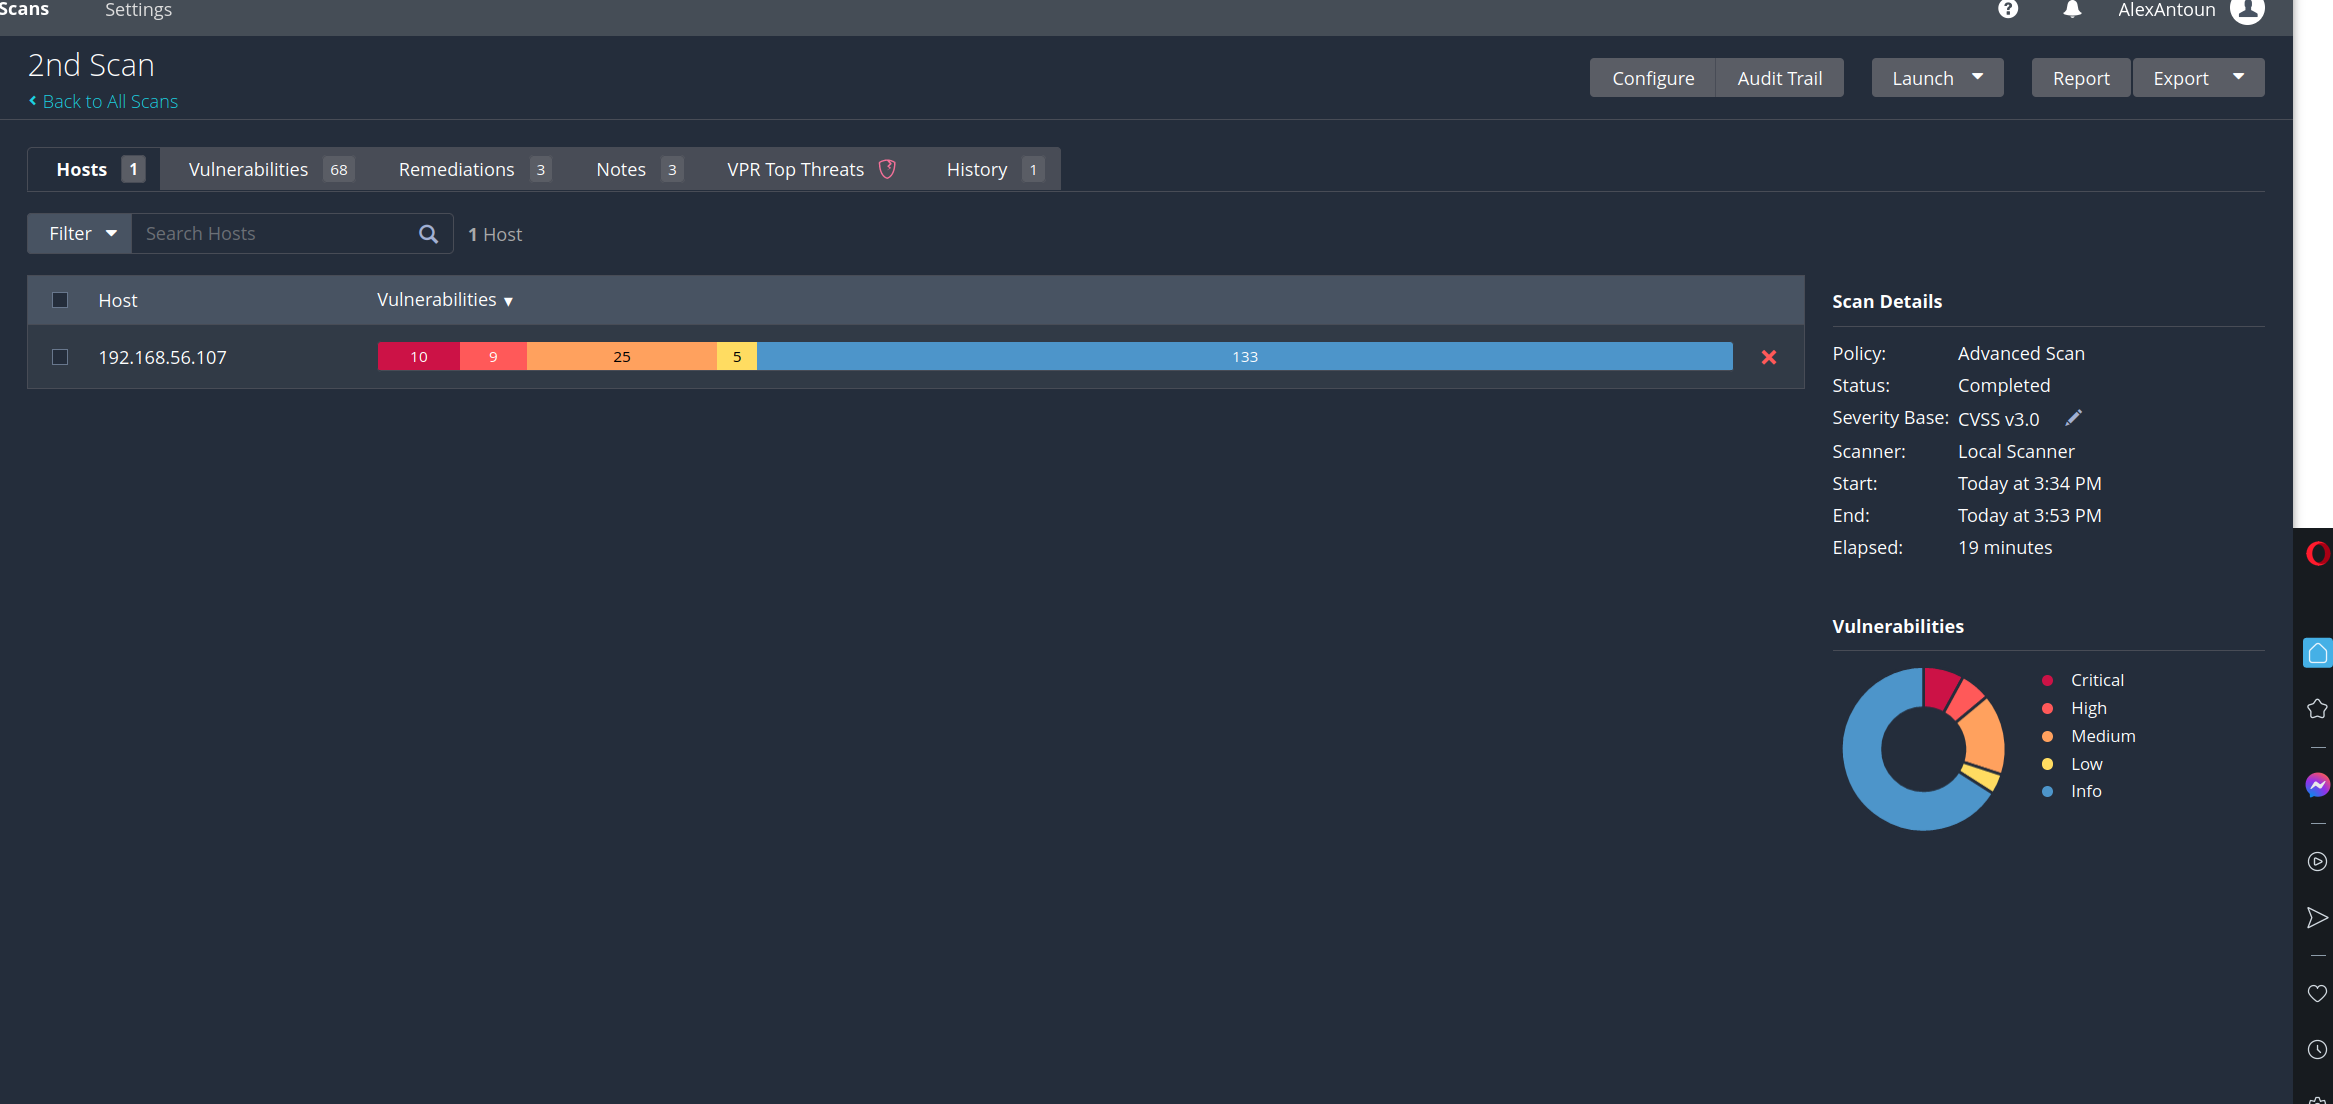 Scans Settings AlexAntoun
2nd Scan
Back to All Scans
Configure Audit Trail Launch Report Export
Hosts 1 Vulnerabilities 68 Remediations 3 Notes 3 VPR Top Threats History 1
Filter Search Hosts 1 Host
Host Vulnerabilities
192.168.56.107 10 9 25 5 133
Scan Details
Policy: Advanced Scan
Status: Completed
Severity Base: CVSS v3.0
Scanner: Local Scanner
Start: Today at 3:34 PM
End: Today at 3:53 PM
Elapsed: 19 minutes
Vulnerabilities
Critical
High
Medium
Low
Info